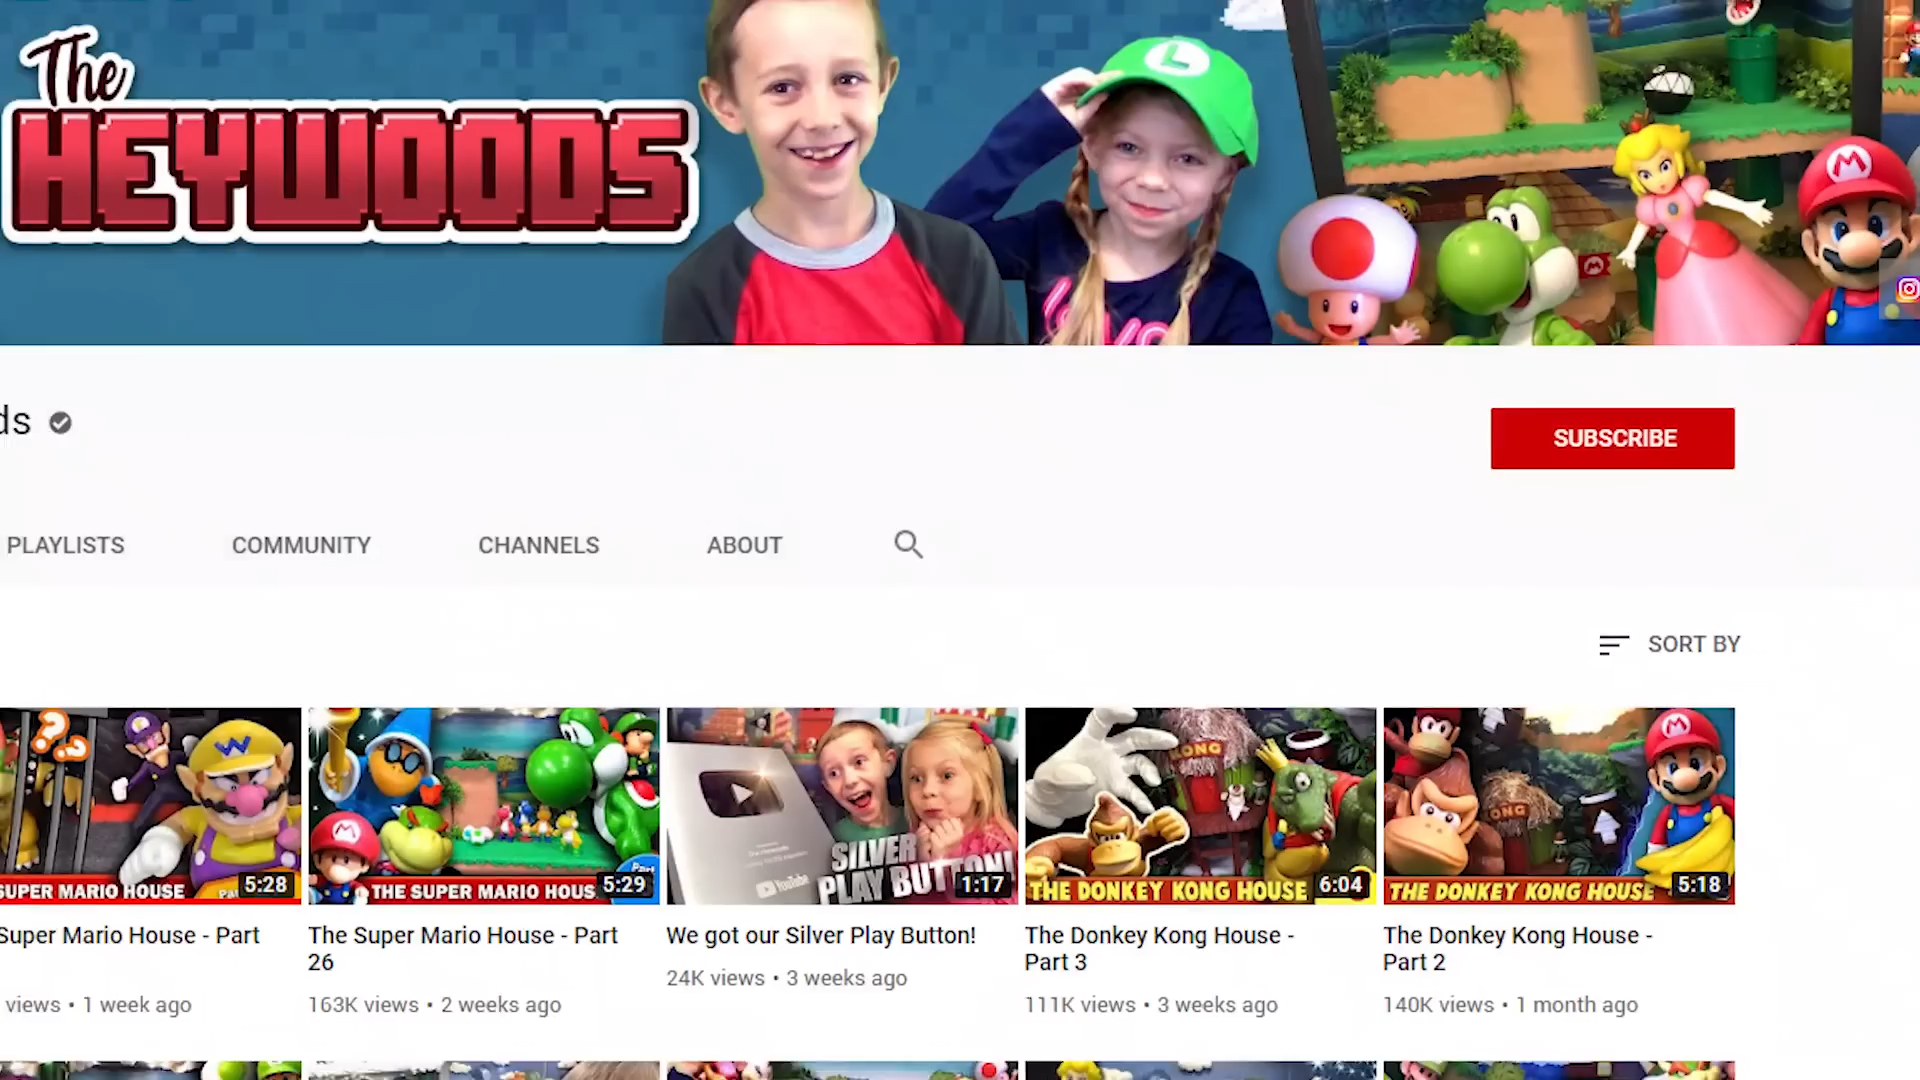 The
HEYWOODS
L
M
ds
SUBSCRIBE
PLAYLISTS
COMMUNITY
CHANNELS
ABOUT
SORT BY
SUPER MARIO HOUSE
5:28
THE SUPER MARIO HOUS
5:29
YouTube
SILVER
PLAY BUTTON!
1:17
KONG
THE DONKEY KONG HOUSE
6:04
THE DONKEY KONG HOUSE
5:18
Super Mario House - Part
The Super Mario House - Part
26
We got our Silver Play Button!
The Donkey Kong House -
Part 3
The Donkey Kong House -
Part 2
views • 1 week ago
163K views • 2 weeks ago
24K views • 3 weeks ago
111K views • 3 weeks ago
140K views • 1 month ago